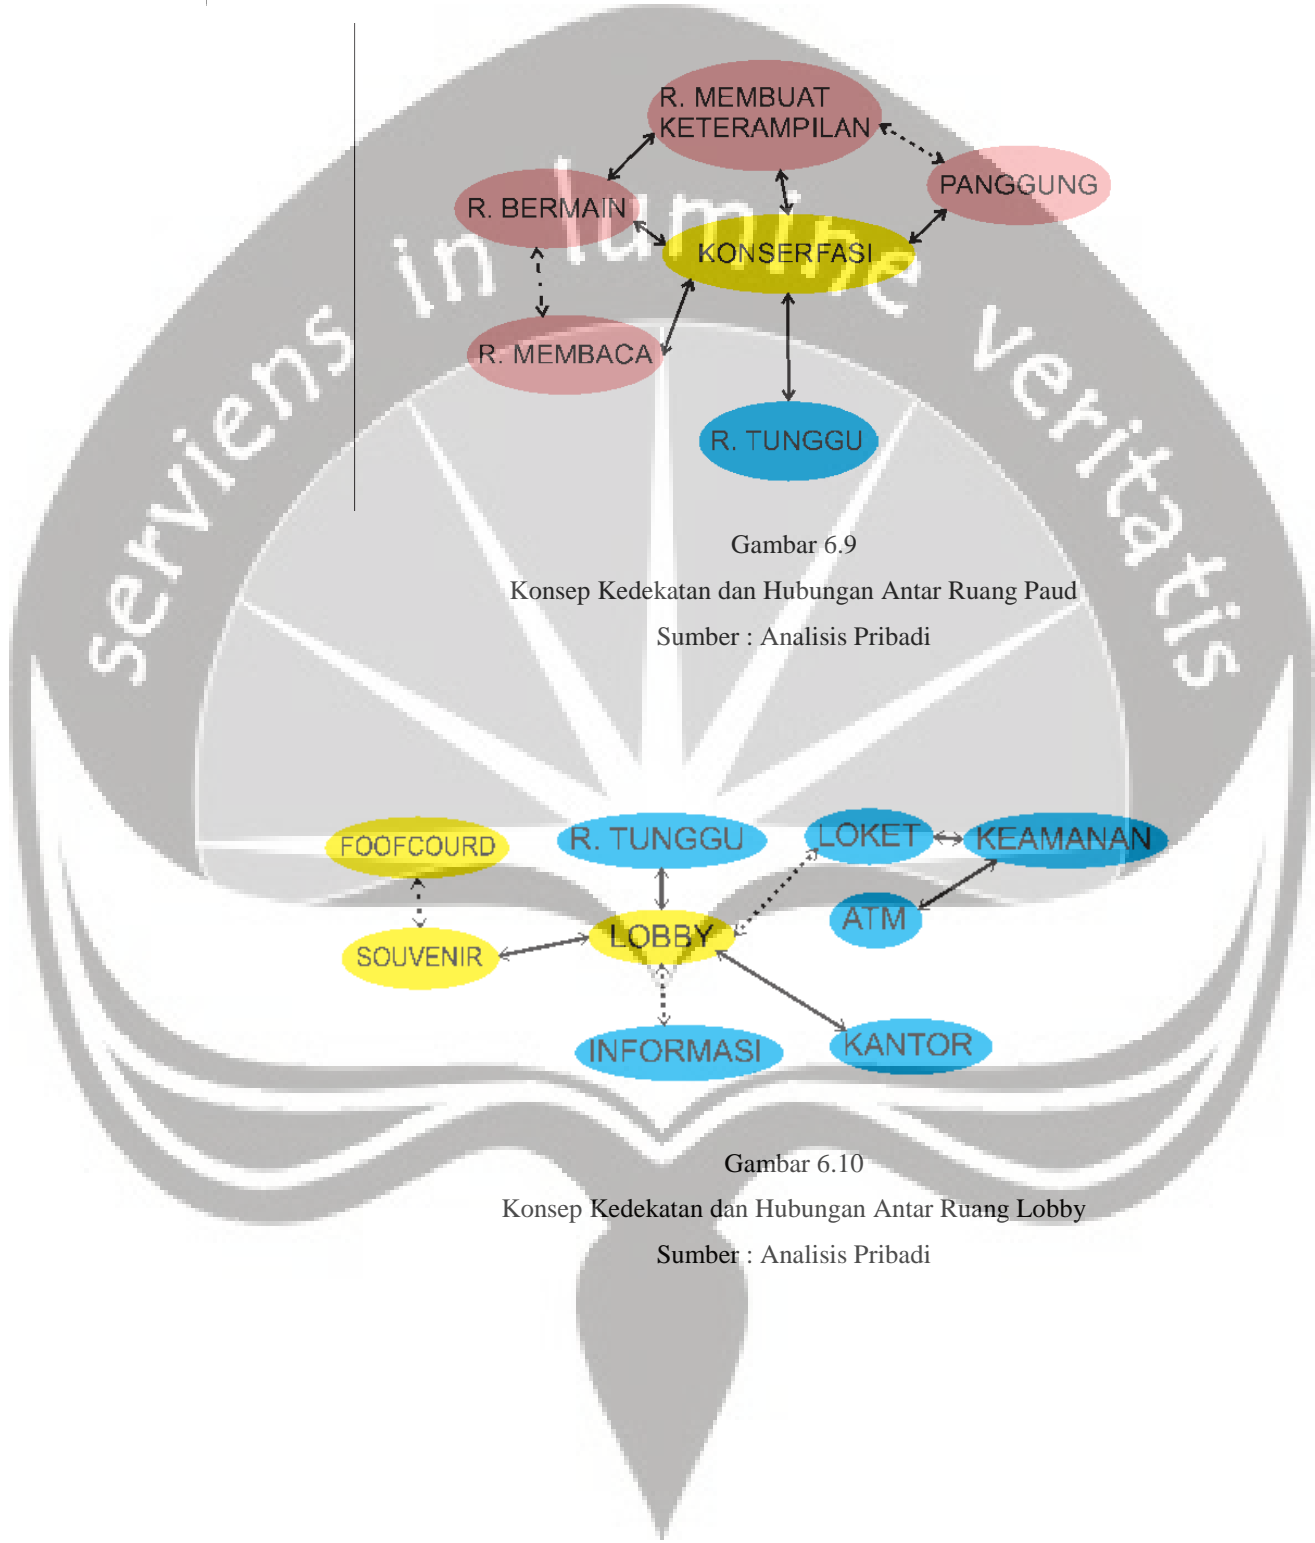 serviens in lumine veritatis
R. MEMBUAT
KETERAMPILAN
PANGGUNG
R. BERMAIN
KONSERFASI
R. MEMBACA
R. TUNGGU
Gambar 6.9
Konsep Kedekatan dan Hubungan Antar Ruang Paud
Sumber : Analisis Pribadi
FOOFCOURD
R. TUNGGU
LOKET
KEAMANAN
ATM
SOUVENIR
LOBBY
INFORMASI
KANTOR
Gambar 6.10
Konsep Kedekatan dan Hubungan Antar Ruang Lobby
Sumber : Analisis Pribadi